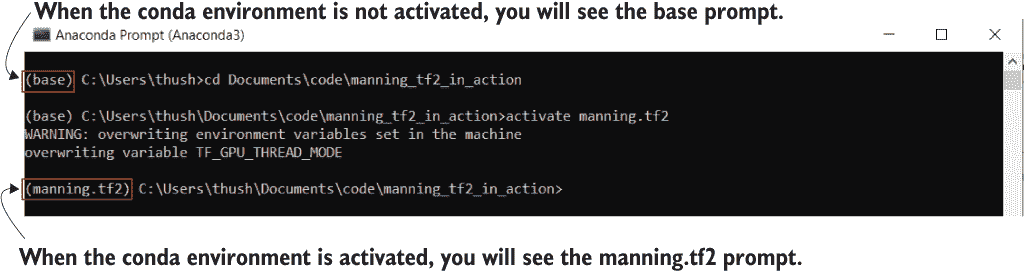 When the conda environment is not activated, you will see the base prompt.
Anaconda Prompt (Anaconda3)
(base) C:\Users\thush>cd Documents\code\manning_tf2_in_action
(base) C:\Users\thush\Documents\code\manning_tf2_in_action>activate manning.tf2
WARNING: overwriting environment variables set in the machine
overwriting variable TF_GPU_THREAD_MODE
(manning.tf2) C:\Users\thush\Documents\code\manning_tf2_in_action>
When the conda environment is activated, you will see the manning.tf2 prompt.